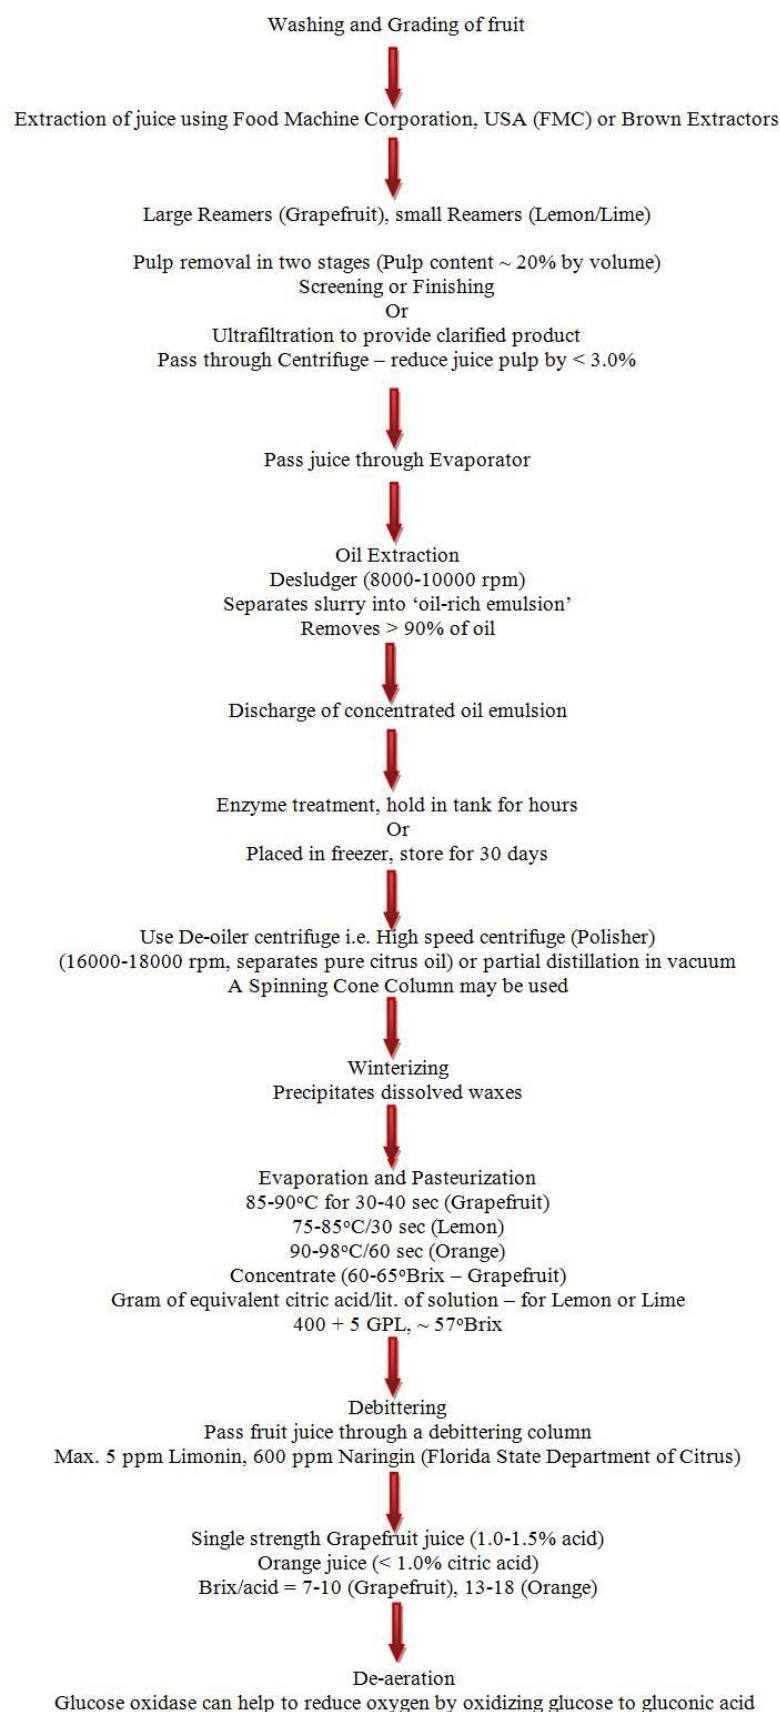 Washing and Grading of fruit
Extraction of juice using Food Machine Corporation, USA (FMC) or Brown Extractors
Large Reamers (Grapefruit), small Reamers (Lemon/Lime)
Pulp removal in two stages (Pulp content ~ 20% by volume)
Screening or Finishing
Or
Ultrafiltration to provide clarified product
Pass through Centrifuge – reduce juice pulp by < 3.0%
Pass juice through Evaporator
Oil Extraction
Desludger (8000-10000 rpm)
Separates slurry into ‘oil-rich emulsion’
Removes > 90% of oil
Discharge of concentrated oil emulsion
Enzyme treatment, hold in tank for hours
Or
Placed in freezer, store for 30 days
Use De-oiler centrifuge i.e. High speed centrifuge (Polisher)
(16000-18000 rpm, separates pure citrus oil) or partial distillation in vacuum
A Spinning Cone Column may be used
Winterizing
Precipitates dissolved waxes
Evaporation and Pasteurization
85-90°C for 30-40 sec (Grapefruit)
75-85°C/30 sec (Lemon)
90-98°C/60 sec (Orange)
Concentrate (60-65°Brix – Grapefruit)
Gram of equivalent citric acid/lit. of solution – for Lemon or Lime
400 + 5 GPL, ~ 57°Brix
Debittering
Pass fruit juice through a debittering column
Max. 5 ppm Limonin, 600 ppm Naringin (Florida State Department of Citrus)
Single strength Grapefruit juice (1.0-1.5% acid)
Orange juice (< 1.0% citric acid)
Brix/acid = 7-10 (Grapefruit), 13-18 (Orange)
De-aeration
Glucose oxidase can help to reduce oxygen by oxidizing glucose to gluconic acid